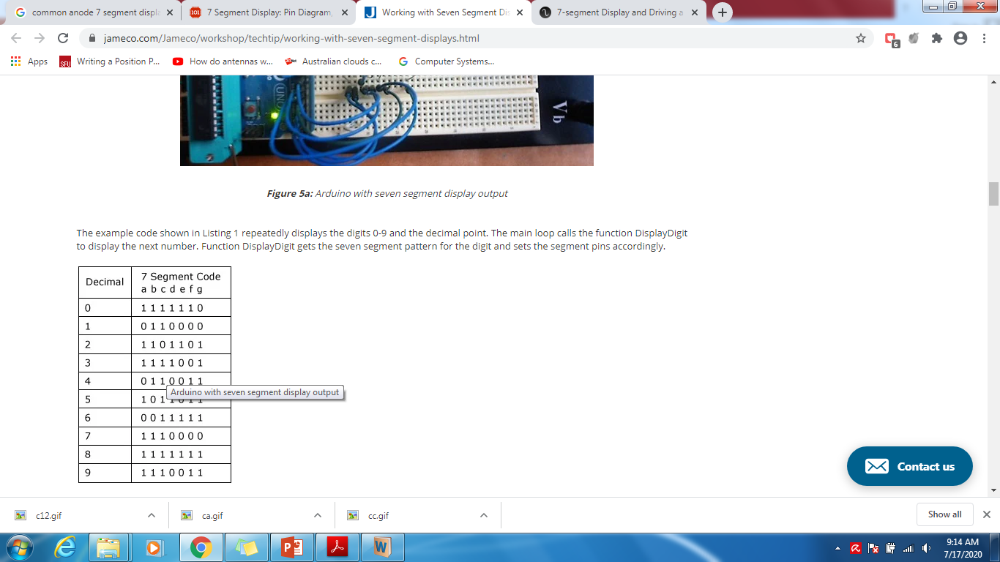 common anode 7 segment displa
7 Segment Display: Pin Diagram,
Working with Seven Segment Dis
7-segment Display and Driving a
jameco.com/Jameco/workshop/techtip/working-with-seven-segment-displays.html
6
Apps
SFU
Writing a Position P...
How do antennas w...
Australian clouds c...
Computer Systems...
UNO
Vb
Figure 5a: Arduino with seven segment display output
The example code shown in Listing 1 repeatedly displays the digits 0-9 and the decimal point. The main loop calls the function DisplayDigit
to display the next number. Function DisplayDigit gets the seven segment pattern for the digit and sets the segment pins accordingly.
Decimal 7 Segment Code
a b c d e f g
0 1 1 1 1 1 1 0
1 0 1 1 0 0 0 0
2 1 1 0 1 1 0 1
3 1 1 1 1 0 0 1
4 0 1 1 0 0 1 1
Arduino with seven segment display output
5 1 0 1 1 0 1 1
6 0 0 1 1 1 1 1
7 1 1 1 0 0 0 0
8 1 1 1 1 1 1 1
9 1 1 1 0 0 1 1
Contact us
c12.gif
ca.gif
cc.gif
Show all
9:14 AM
7/17/2020